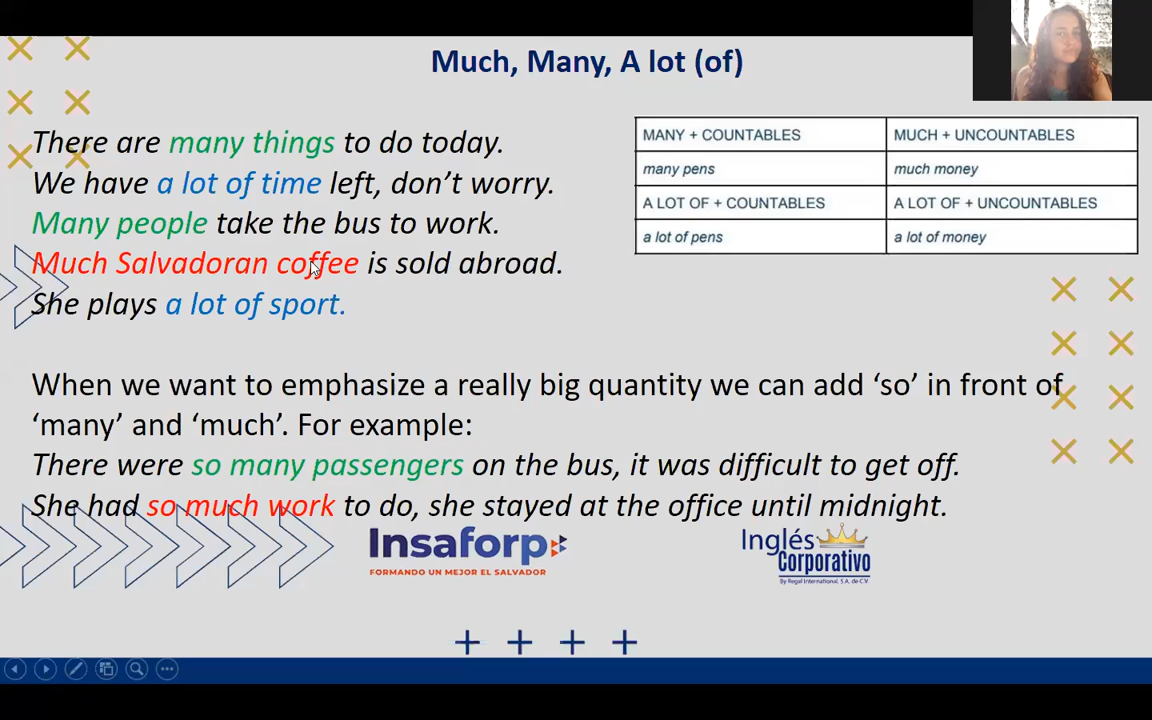 Much, Many, A lot (of)
There are many things to do today.
We have a lot of time left, don’t worry.
Many people take the bus to work.
Much Salvadoran coffee is sold abroad.
She plays a lot of sport.
MANY + COUNTABLES MUCH + UNCOUNTABLES
many pens much money
A LOT OF + COUNTABLES A LOT OF + UNCOUNTABLES
a lot of pens a lot of money
When we want to emphasize a really big quantity we can add ‘so’ in front of
‘many’ and ‘much’. For example:
There were so many passengers on the bus, it was difficult to get off.
She had so much work to do, she stayed at the office until midnight.
Insaforp
FORMANDO UN MEJOR EL SALVADOR
Inglés
Corporativo
By Regal International, S.A. de C.V.